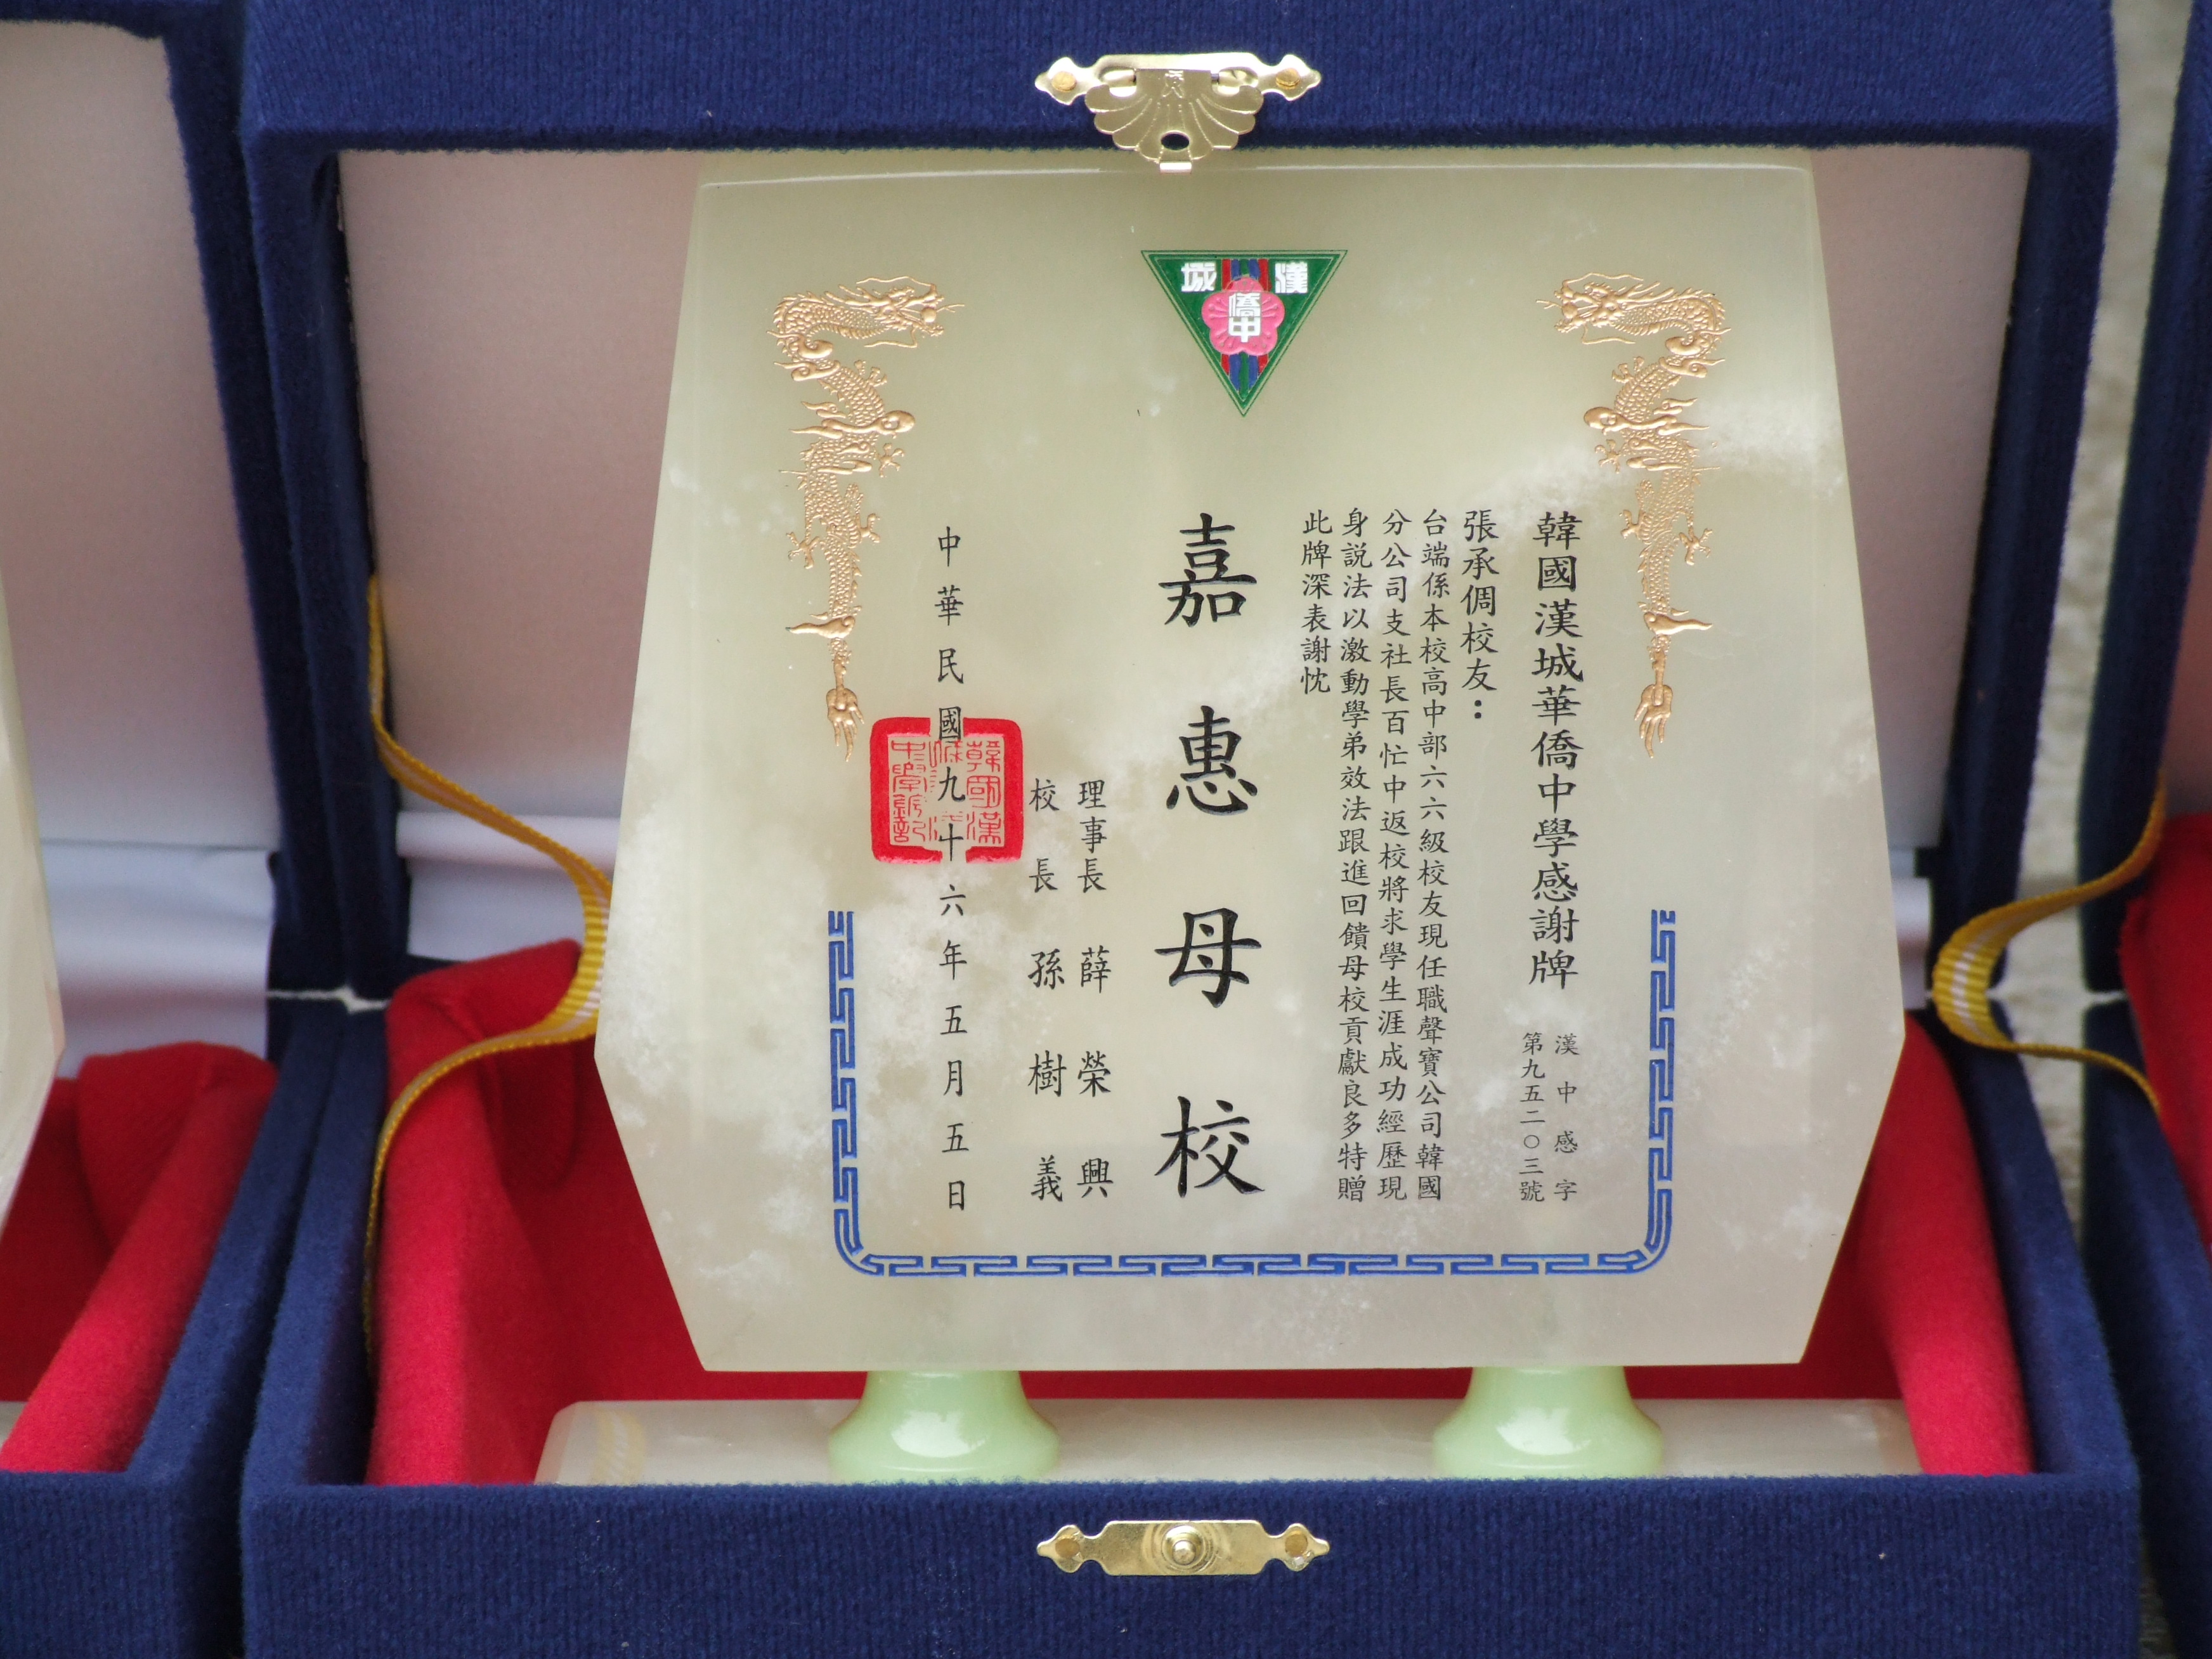 漢城
僑中
韓國漢城華僑中學感謝牌
漢中感字
第九五二〇三號
張承倜校友：
台端係本校高中部六六級校友現任職聲寶公司韓國
分公司支社長百忙中返校將求學生涯成功經歷現
身説法以激動學弟效法跟進回饋母校貢獻良多特贈
此牌深表謝忱
嘉惠母校
理事長 薛榮興
校長 孫樹義
中華民國九十六年五月五日